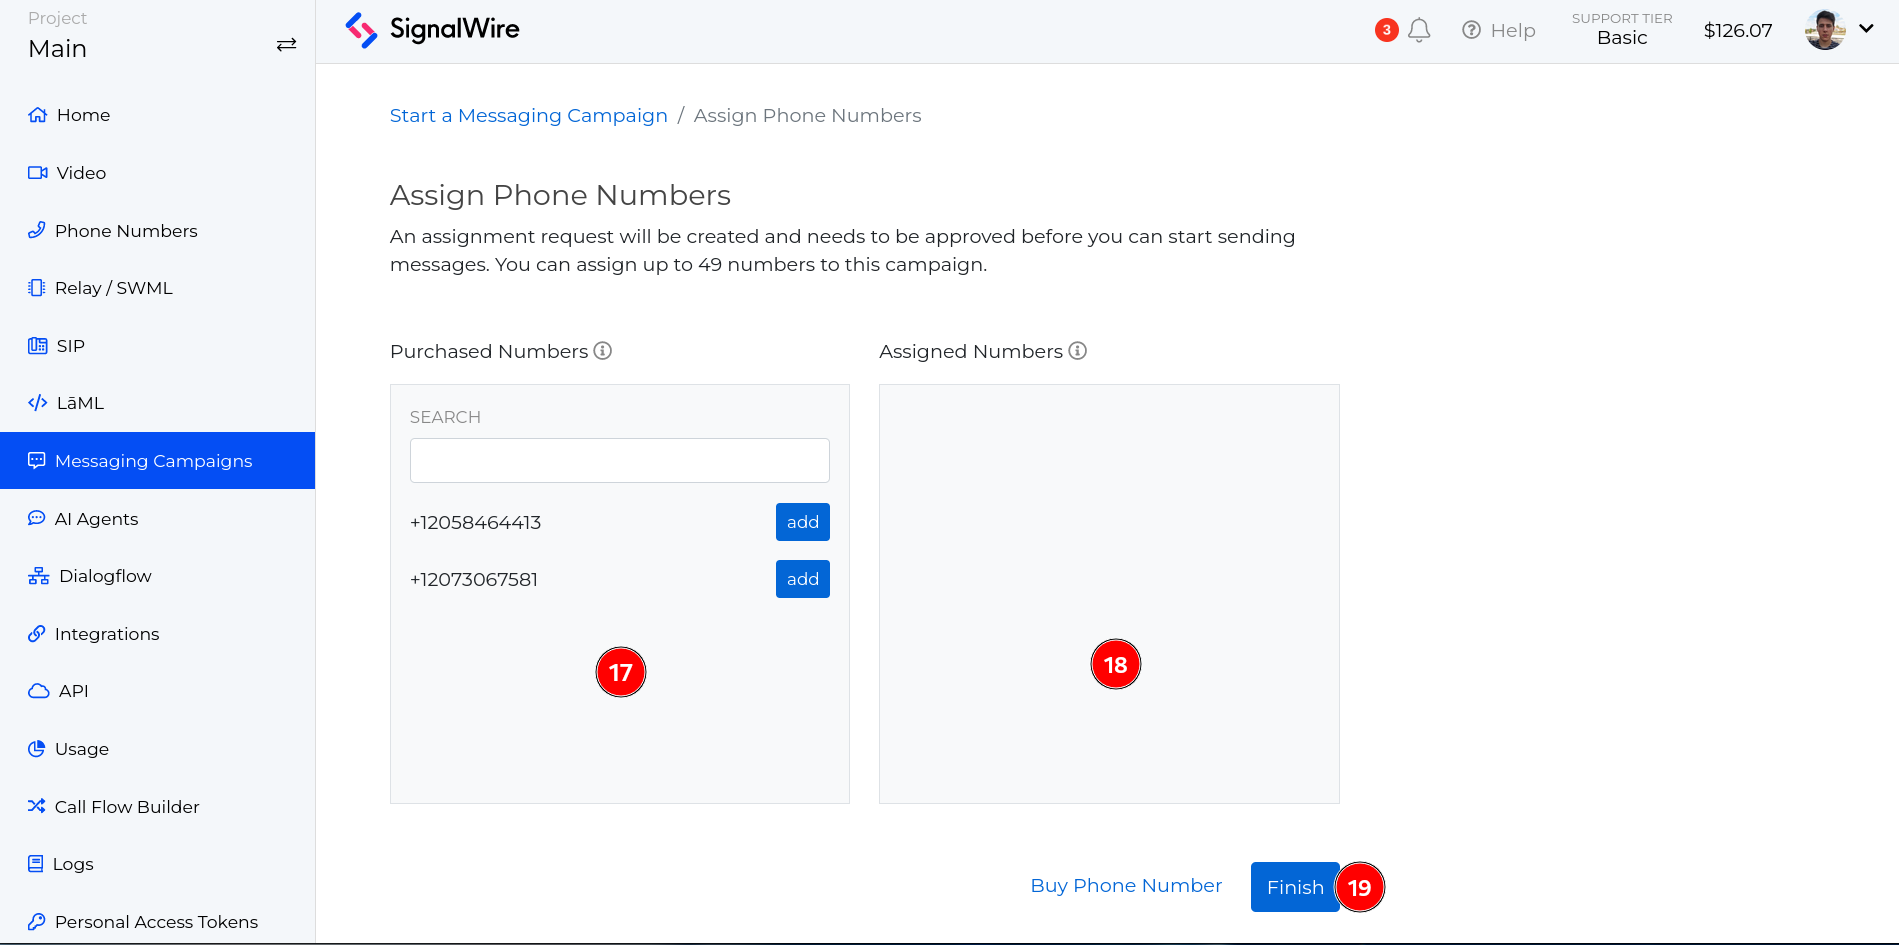 Project
Main
Home
Video
Phone Numbers
Relay / SWML
SIP
LāML
Messaging Campaigns
AI Agents
Dialogflow
Integrations
API
Usage
Call Flow Builder
Logs
Personal Access Tokens
SignalWire
3
Help
SUPPORT TIER
Basic
$126.07
Start a Messaging Campaign / Assign Phone Numbers
Assign Phone Numbers
An assignment request will be created and needs to be approved before you can start sending
messages. You can assign up to 49 numbers to this campaign.
Purchased Numbers
SEARCH
+12058464413 add
+12073067581 add
17
Assigned Numbers
18
Buy Phone Number
Finish
19